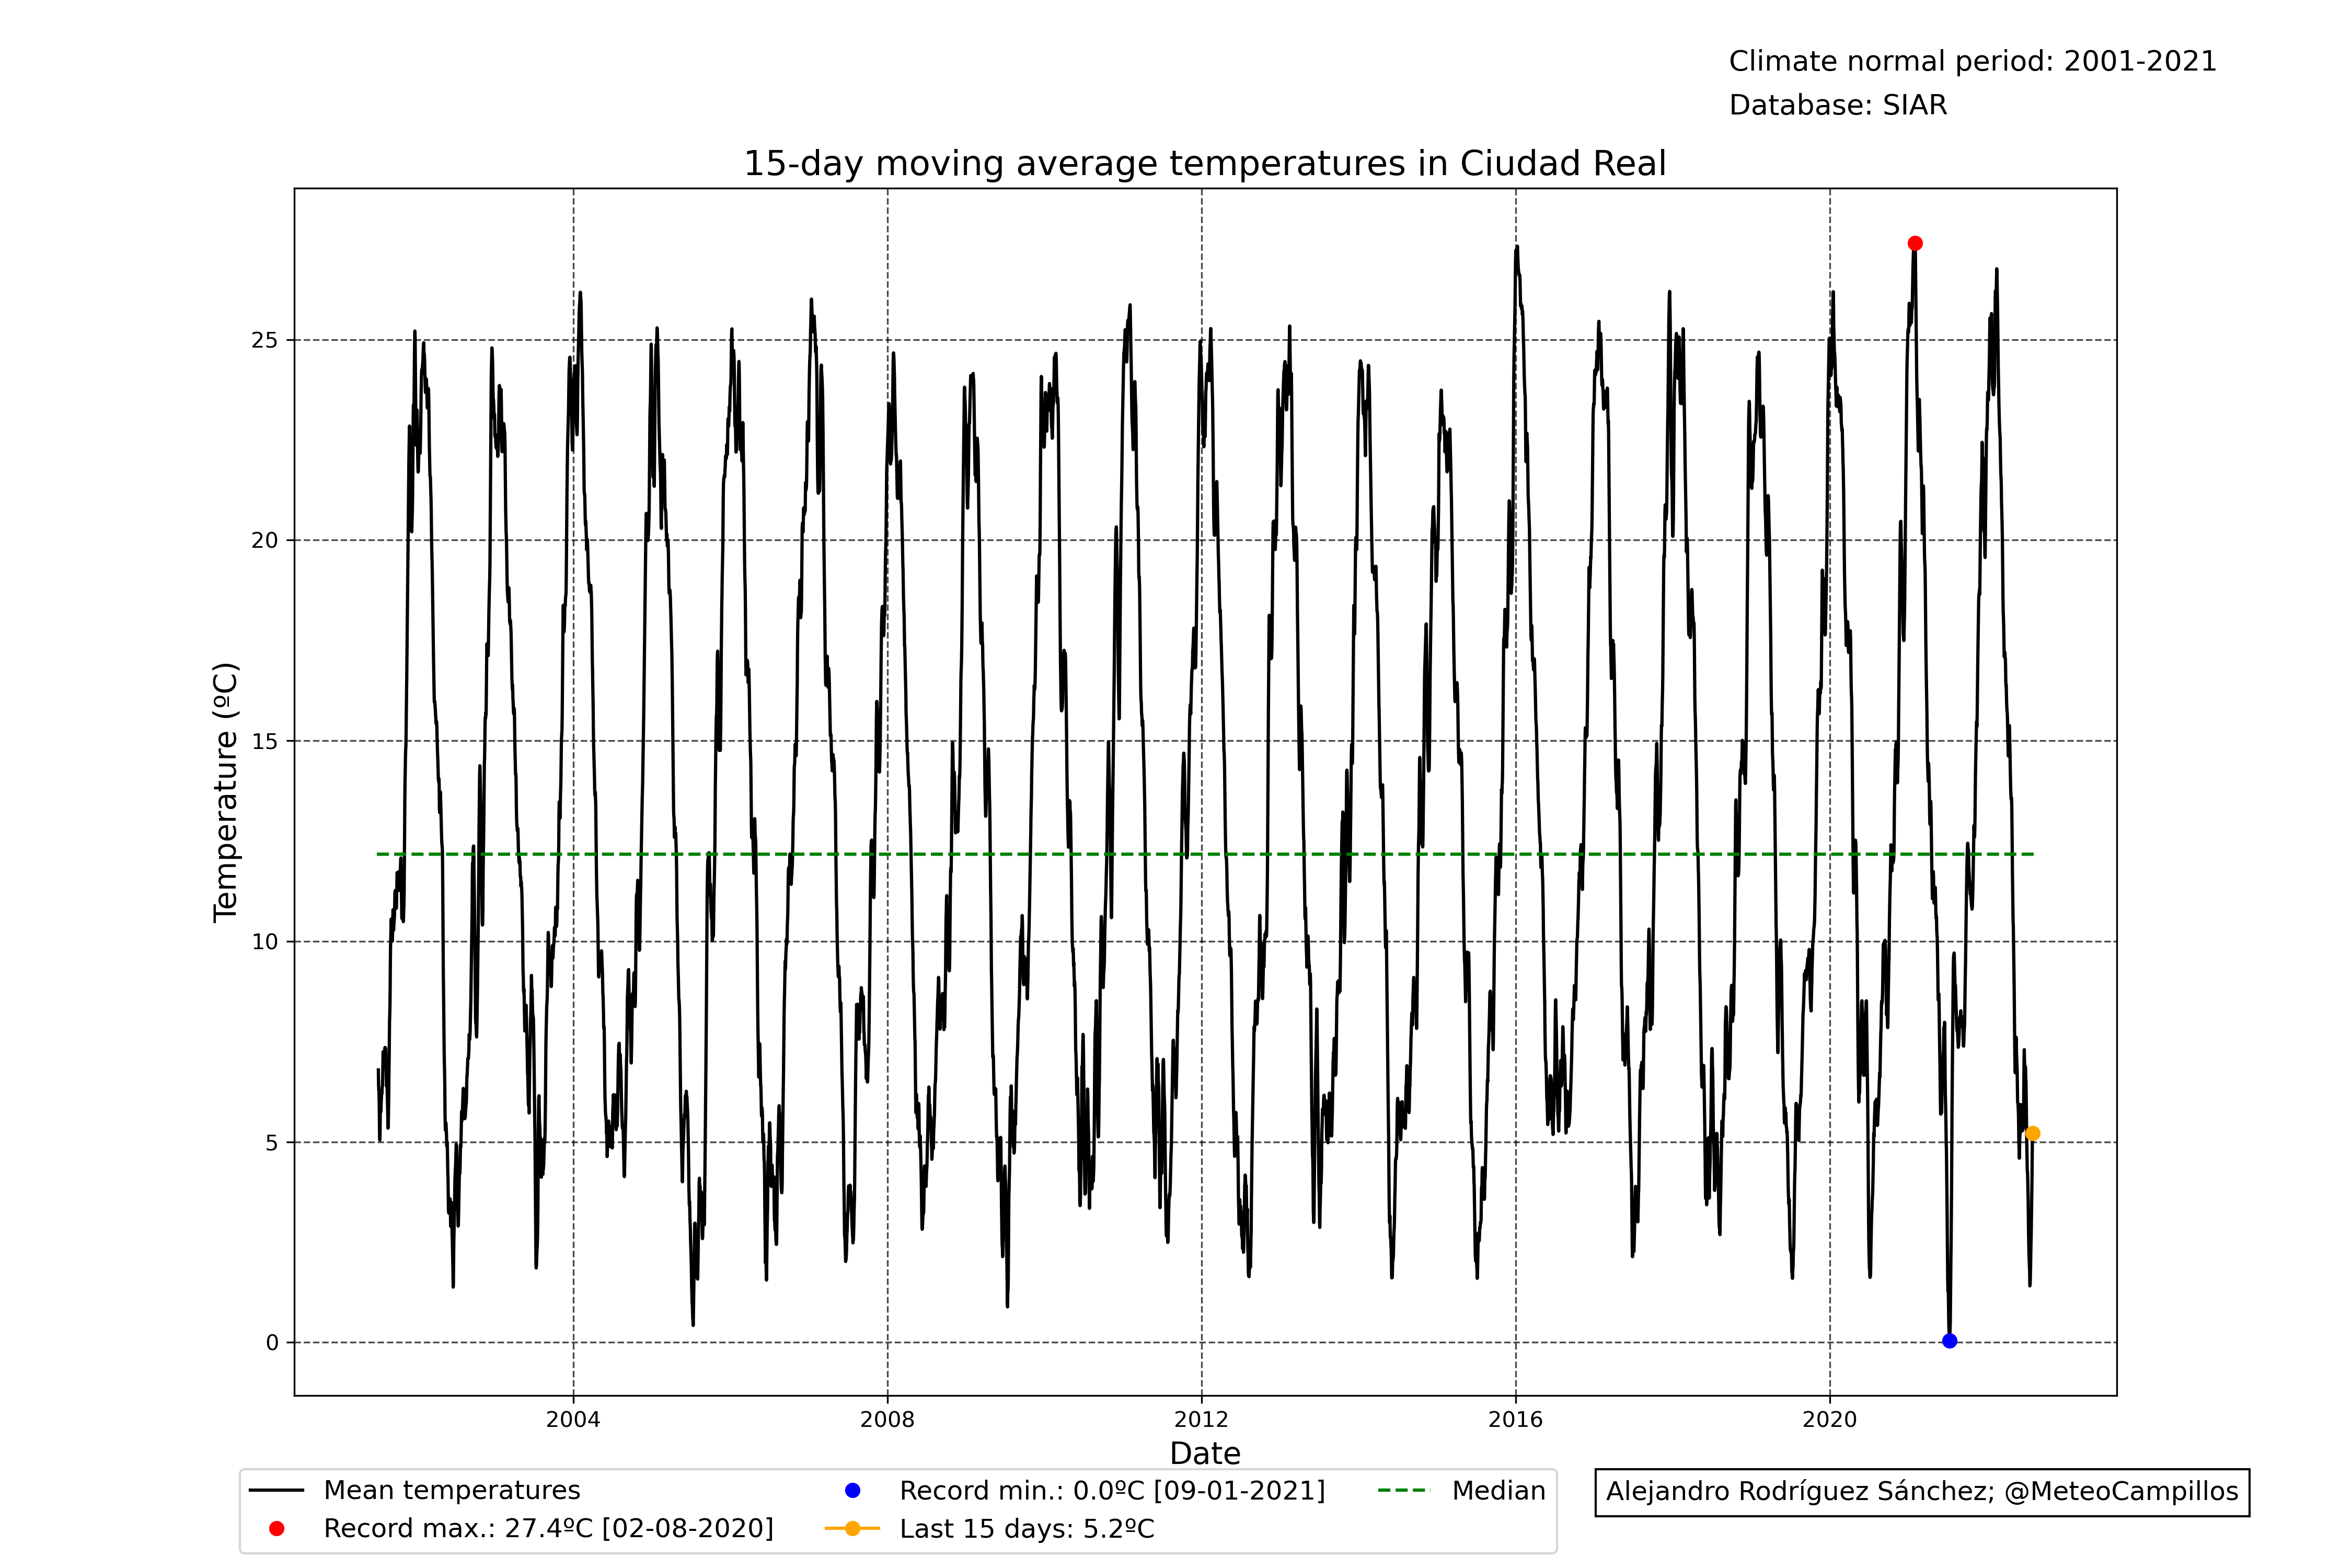 Climate normal period: 2001-2021
Database: SIAR
15-day moving average temperatures in Ciudad Real
25
20
15
10
5
0
Temperature (ºC)
2004 2008 2012 2016 2020
Date
Mean temperatures
Record max.: 27.4ºC [02-08-2020]
Record min.: 0.0ºC [09-01-2021]
Last 15 days: 5.2ºC
Median
Alejandro Rodríguez Sánchez; @MeteoCampillos